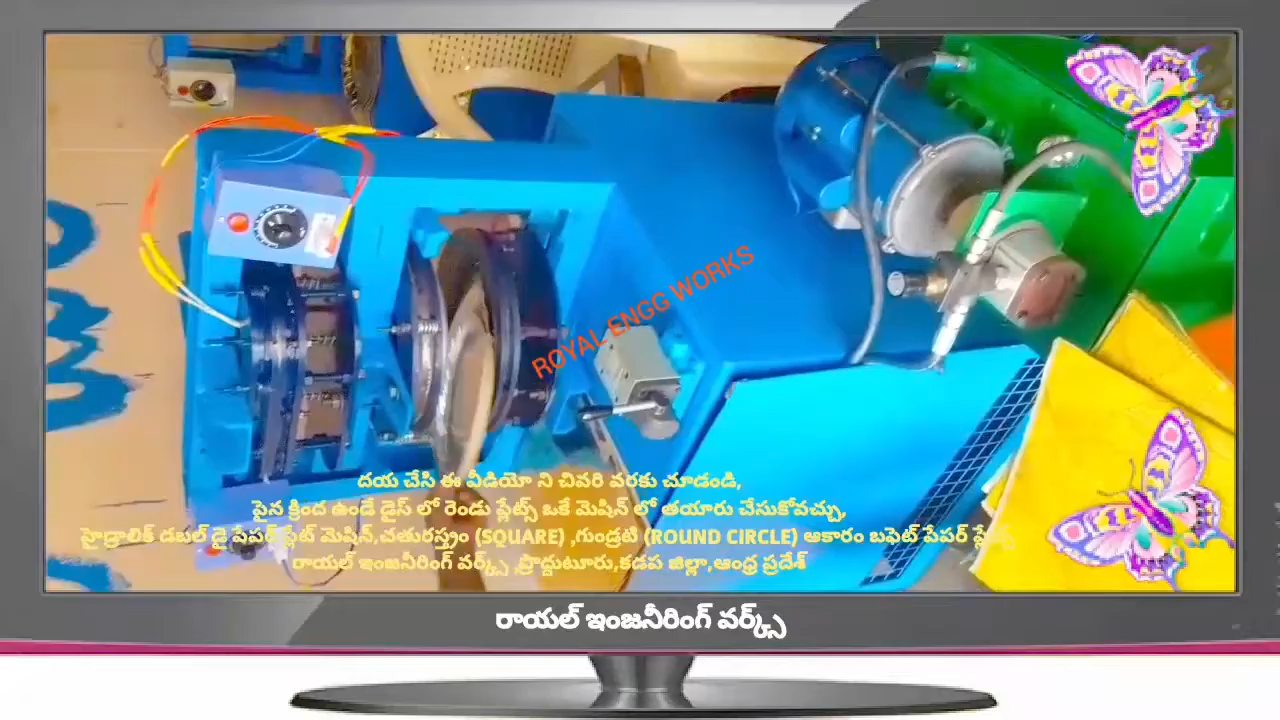 ROYAL ENGG WORKS
దయ చేసి ఈ వీడియో ని చివరి వరకు చూడండి,
పైన క్రింద ఉండే డైస్ లో రెండు ప్లేట్స్ ఒకే మెషిన్ లో తయారు చేసుకోవచ్చు,
హైడ్రాలిక్ డబల్ డై పేపర్ ప్లేట్ మెషిన్,చతురస్త్రం (SQUARE) ,గుండ్రటి (ROUND CIRCLE) ఆకారం బఫెట్ పేపర్
రాయల్ ఇంజనీరింగ్ వర్క్స్ ,ప్రొద్దుటూరు,కడప జిల్లా,ఆంధ్ర ప్రదేశ్
రాయల్ ఇంజనీరింగ్ వర్క్స్